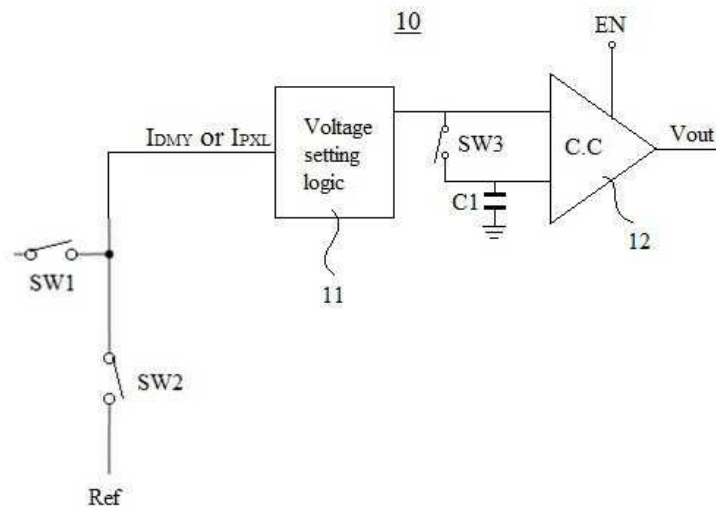 10
EN
IDMY or IPXL
Voltage
setting
logic
SW3
C.C
Vout
C1
12
SW1
11
SW2
Ref